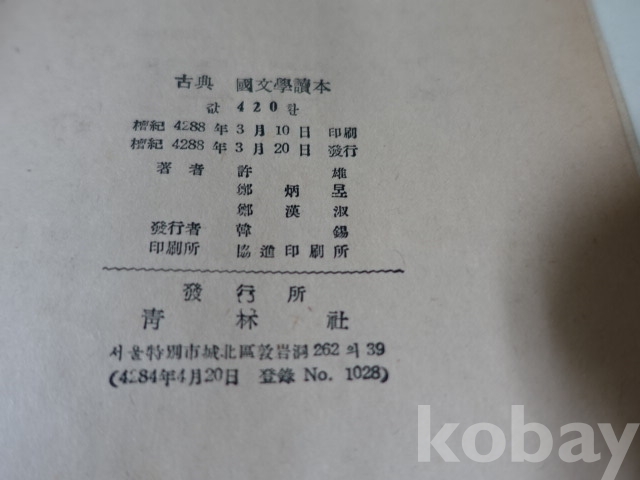 古典 國文學讀本
값 420환
檀紀 4288 年 3 月 10 日 印刷
檀紀 4288 年 3 月 20 日 發行
著者 許雄
鄭炳昱
鄭漢淑
發行者 韓錫
印刷所 協進印刷所
發行所
靑林社
서울特別市城北區敦岩洞 262 의 39
(4284年4月20日 登錄 No. 1028)
kobay